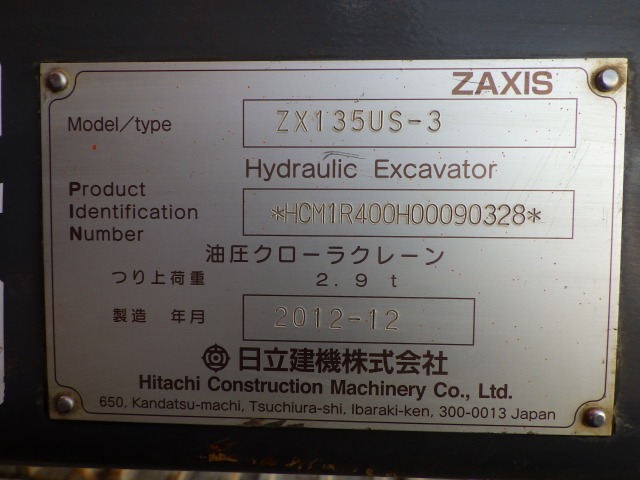 ZAXIS
Model/type ZX135US-3
Hydraulic Excavator
Product
Identification
Number
*HCM1R400H00090328*
油圧クローラクレーン
つり上荷重 2.9 t
製造 年月 2012-12
日立建機株式会社
Hitachi Construction Machinery Co., Ltd.
650, Kandatsu-machi, Tsuchiura-shi, Ibaraki-ken, 300-0013 Japan